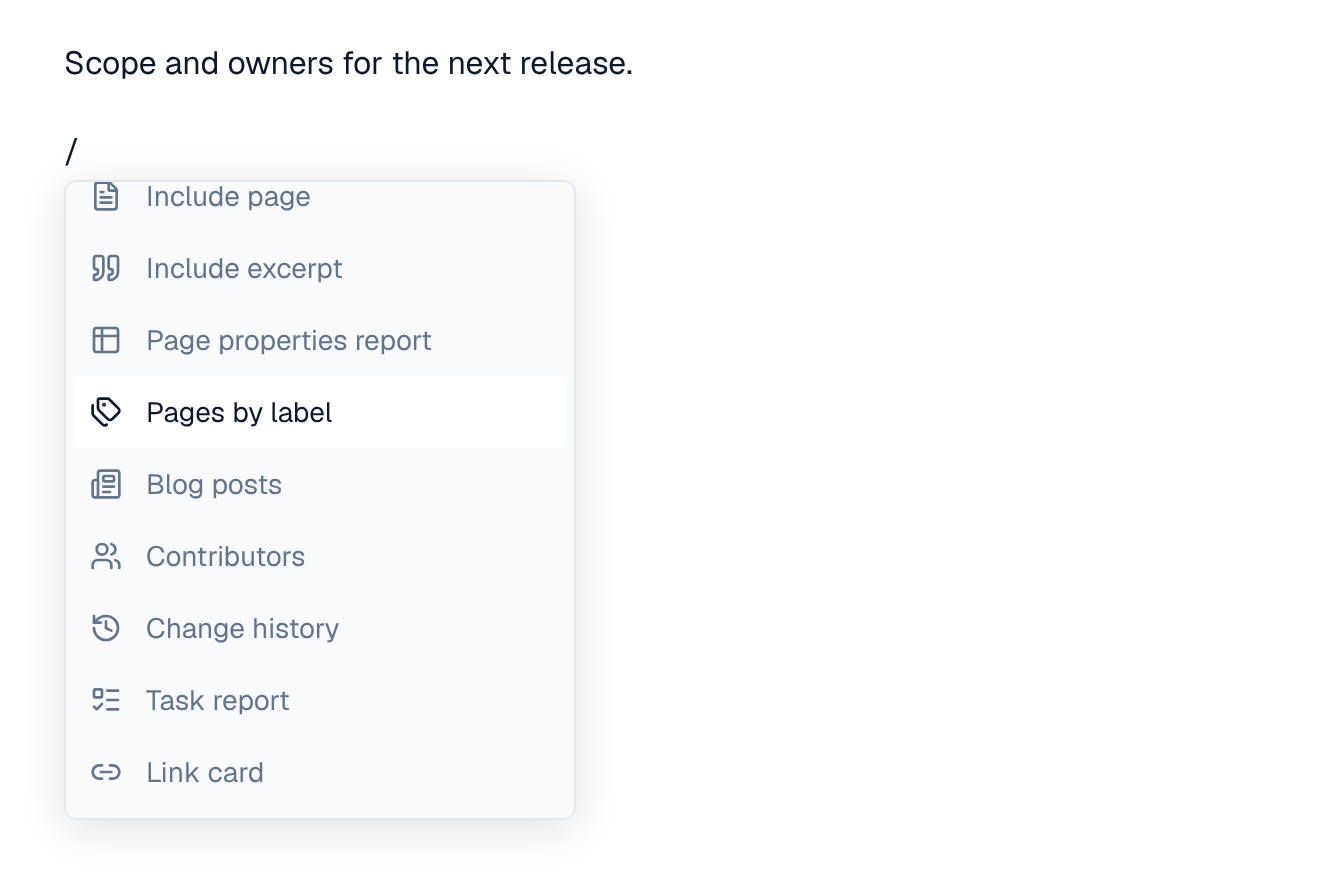 Scope and owners for the next release.
/
Include page
Include excerpt
Page properties report
Pages by label
Blog posts
Contributors
Change history
Task report
Link card